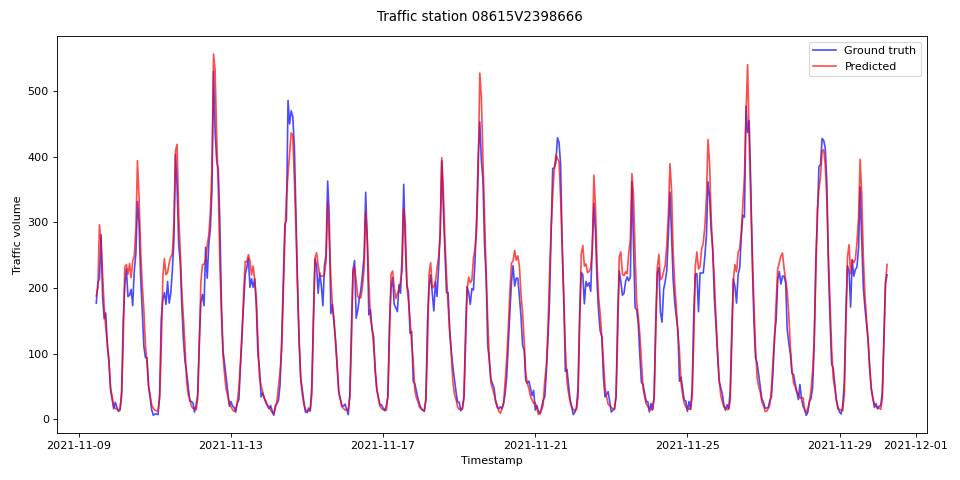 Traffic station 08615V2398666
Ground truth
Predicted
Traffic volume
500
400
300
200
100
0
2021-11-09
2021-11-13
2021-11-17
2021-11-21
2021-11-25
2021-11-29
2021-12-01
Timestamp